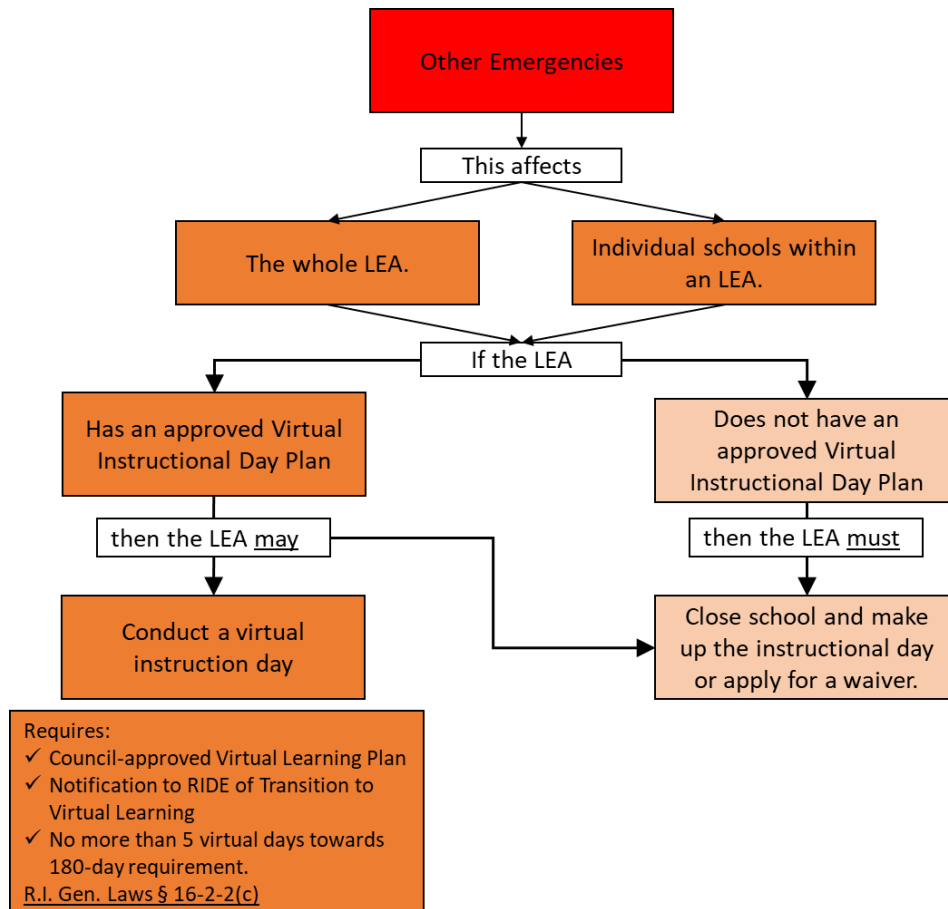 Other Emergencies
This affects
The whole LEA.
Individual schools within
an LEA.
If the LEA
Has an approved Virtual
Instructional Day Plan
Does not have an
approved Virtual
Instructional Day Plan
then the LEA may
then the LEA must
Conduct a virtual
instruction day
Close school and make
up the instructional day
or apply for a waiver.
Requires:
✓ Council-approved Virtual Learning Plan
✓ Notification to RIDE of Transition to
Virtual Learning
✓ No more than 5 virtual days towards
180-day requirement.
R.I. Gen. Laws § 16-2-2(c)